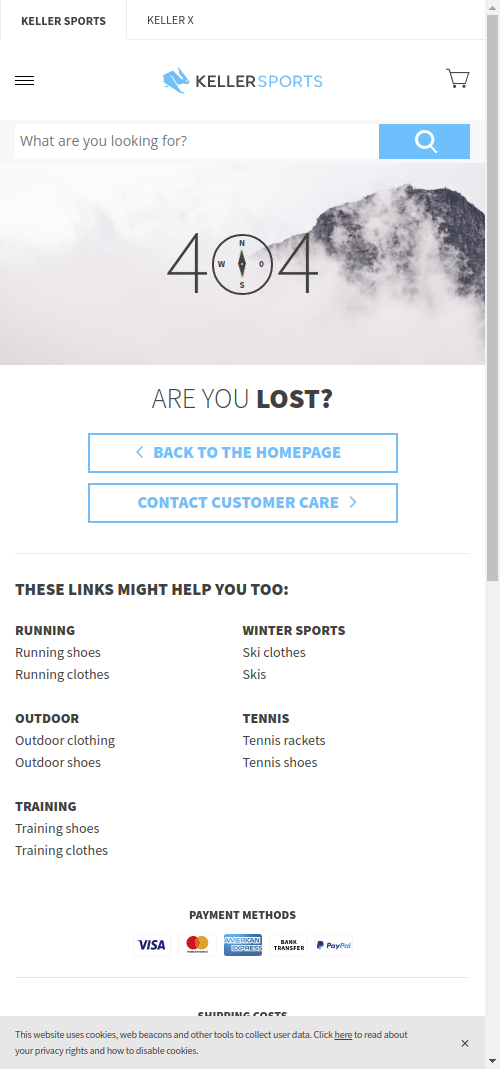 KELLER SPORTS
KELLER X
KELLERSPORTS
What are you looking for?
4 4
N
W O
S
ARE YOU LOST?
BACK TO THE HOMEPAGE
CONTACT CUSTOMER CARE
THESE LINKS MIGHT HELP YOU TOO:
RUNNING
Running shoes
Running clothes
WINTER SPORTS
Ski clothes
Skis
OUTDOOR
Outdoor clothing
Outdoor shoes
TENNIS
Tennis rackets
Tennis shoes
TRAINING
Training shoes
Training clothes
PAYMENT METHODS
VISA
mastercard
AMERICAN EXPRESS
BANK TRANSFER
PayPal
SHIPPING COSTS
This website uses cookies, web beacons and other tools to collect user data. Click here to read about
your privacy rights and how to disable cookies.